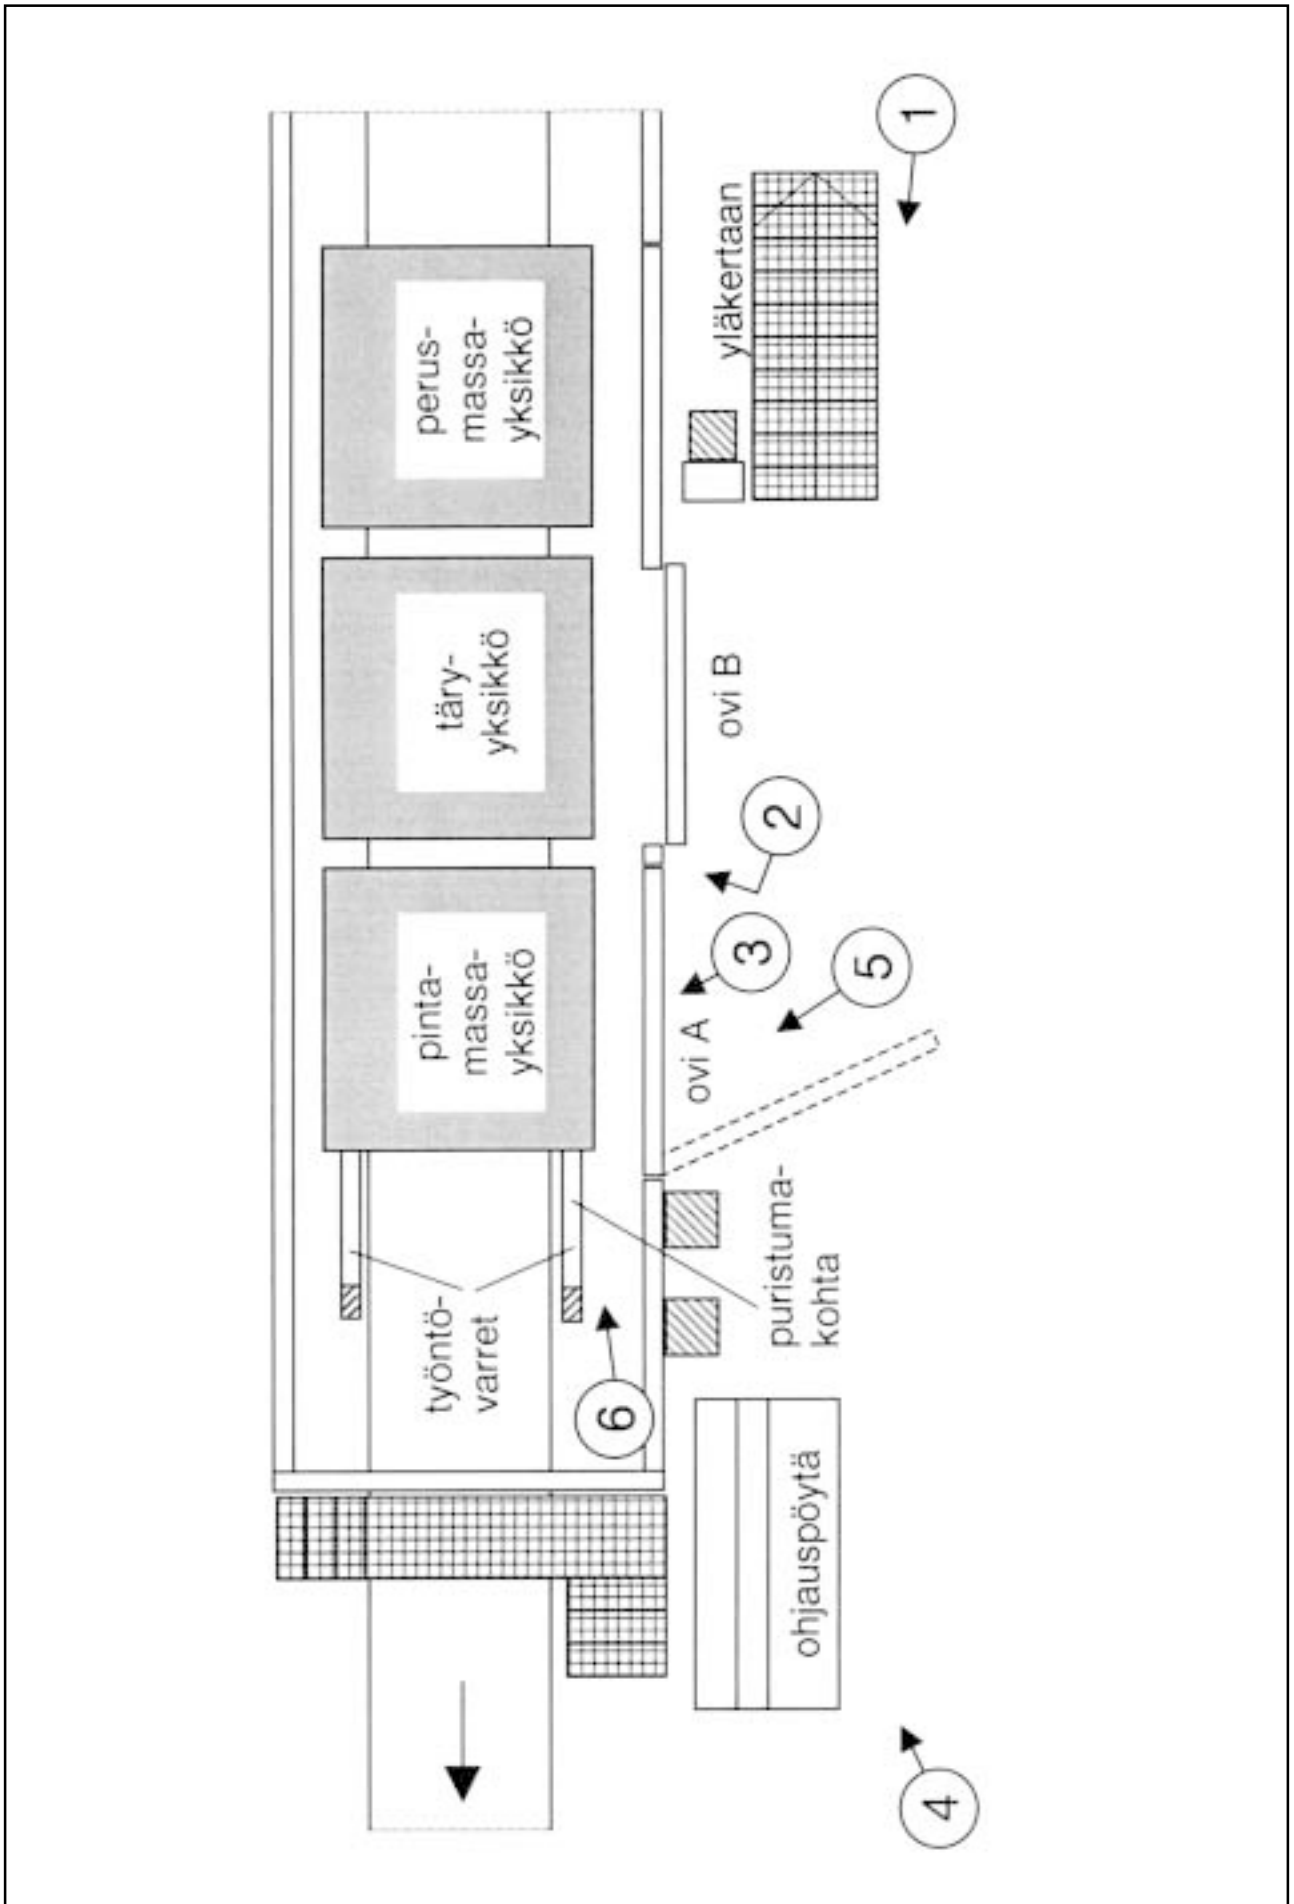 pinta-
massa-
yksikkö
täry-
yksikkö
perus-
massa-
yksikkö
työntö-
varret
6
ovi A
3
2
ovi B
yläkertaan
puristuma-
kohta
5
1
ohjauspöytä
4